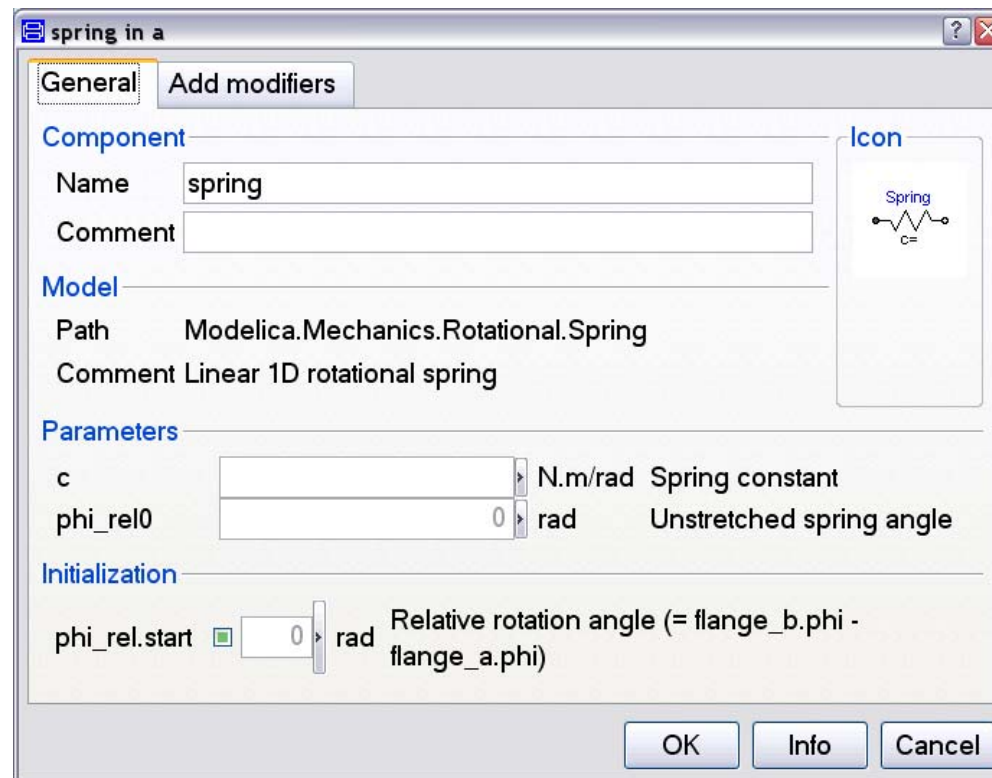 spring in a
General Add modifiers
Component Icon
Name spring
Spring
c=
Comment
Model
Path Modelica.Mechanics.Rotational.Spring
Comment Linear 1D rotational spring
Parameters
c N.m/rad Spring constant
phi_rel0 0 rad Unstretched spring angle
Initialization
phi_rel.start 0 rad Relative rotation angle (= flange_b.phi -
flange_a.phi)
OK Info Cancel